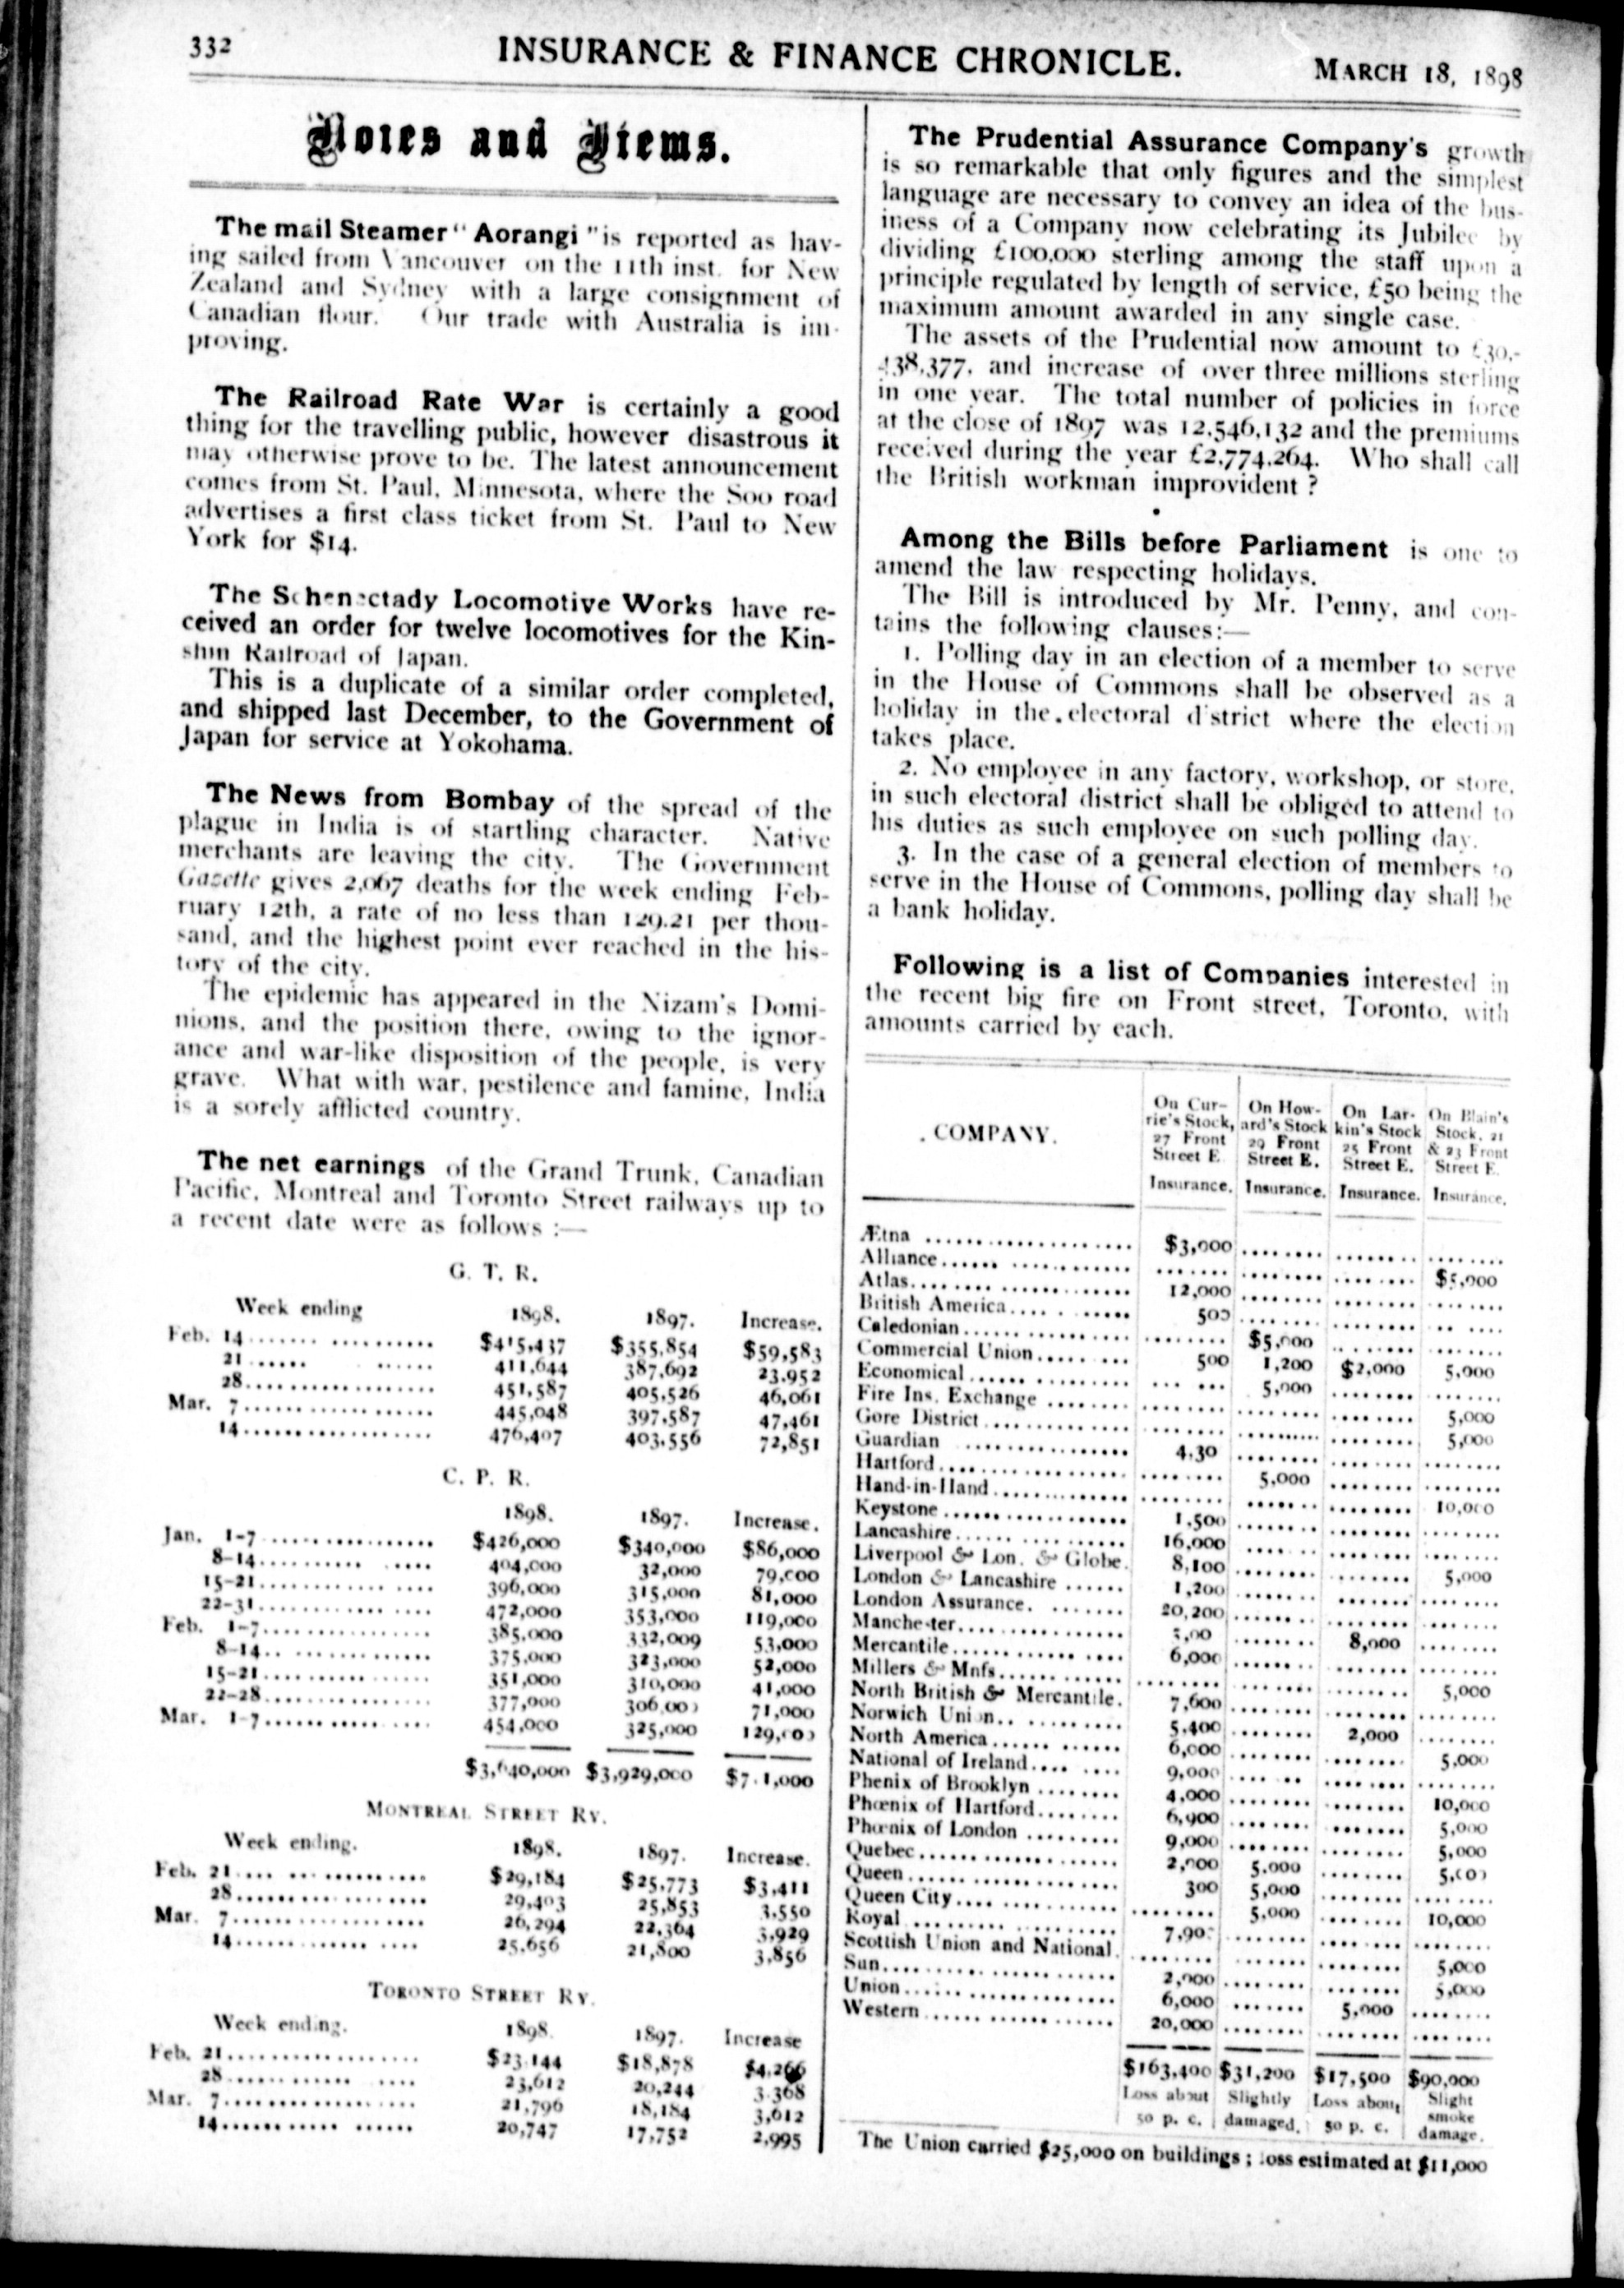 332
INSURANCE & FINANCE CHRONICLE.
MARCH 18, 1898
Notes and Items.
The mail Steamer "Aorangi" is reported as hav-
ing sailed from Vancouver on the 11th inst. for New
Zealand and Sydney with a large consignment of
Canadian flour. Our trade with Australia is im-
proving.
The Railroad Rate War is certainly a good
thing for the travelling public, however disastrous it
may otherwise prove to be. The latest announcement
comes from St. Paul, Minnesota, where the Soo road
advertises a first class ticket from St. Paul to New
York for $14.
The Schenectady Locomotive Works have re-
ceived an order for twelve locomotives for the Kin-
shin Railroad of Japan.
This is a duplicate of a similar order completed,
and shipped last December, to the Government of
Japan for service at Yokohama.
The News from Bombay of the spread of the
plague in India is of startling character. Native
merchants are leaving the city. The Government
Gazette gives 2,067 deaths for the week ending Feb-
ruary 12th, a rate of no less than 129.21 per thou-
sand, and the highest point ever reached in the his-
tory of the city.
The epidemic has appeared in the Nizam's Domi-
nions, and the position there, owing to the ignor-
ance and war-like disposition of the people, is very
grave. What with war, pestilence and famine, India
is a sorely afflicted country.
The net earnings of the Grand Trunk, Canadian
Pacific, Montreal and Toronto Street railways up to
a recent date were as follows :—
G. T. R.
Week ending 1898. 1897. Increase.
Feb. 14 $415,437 $355,854 $59,583
21 411,644 387,692 23,952
28 451,587 405,526 46,061
Mar. 7 445,048 397,587 47,461
14 476,407 403,556 72,851
C. P. R.
1898. 1897. Increase.
Jan. 1-7 $426,000 $340,000 $86,000
8-14 404,000 32,000 79,000
15-21 396,000 315,000 81,000
22-31 472,000 353,000 119,000
Feb. 1-7 385,000 332,009 53,000
8-14 375,000 323,000 52,000
15-21 351,000 310,000 41,000
22-28 377,000 306,00 71,000
Mar. 1-7 454,000 325,000 129,000
$3,640,000 $3,929,000
MONTREAL STREET RY.
Week ending. 1898. 1897. Increase.
Feb. 21 $29,184 $25,773 $3,411
28 29,403 25,853 3,550
Mar. 7 26,294 22,364 3,929
14 25,656 21,800 3,856
TORONTO STREET RY.
Week ending. 1898. 1897. Increase
Feb. 21 $23,144 $18,878 $4,266
28 23,612 20,244 3,368
Mar. 7 21,796 18,184 3,612
14 20,747 17,752 2,995
The Prudential Assurance Company's growth
is so remarkable that only figures and the simplest
language are necessary to convey an idea of the bus-
iness of a Company now celebrating its Jubilee by
dividing £100,000 sterling among the staff upon a
principle regulated by length of service, £50 being the
maximum amount awarded in any single case.
The assets of the Prudential now amount to £30,-
438,377, and increase of over three millions sterling
in one year. The total number of policies in force
at the close of 1897 was 12,546,132 and the premiums
received during the year £2,774,264. Who shall call
the British workman improvident ?
Among the Bills before Parliament is one to
amend the law respecting holidays.
The Bill is introduced by Mr. Penny, and con-
tains the following clauses:—
1. Polling day in an election of a member to serve
in the House of Commons shall be observed as a
holiday in the electoral district where the election
takes place.
2. No employee in any factory, workshop, or store,
in such electoral district shall be obliged to attend to
his duties as such employee on such polling day.
3. In the case of a general election of members to
serve in the House of Commons, polling day shall be
a bank holiday.
Following is a list of Companies interested in
the recent big fire on Front street, Toronto, with
amounts carried by each.
COMPANY.
On Cur- On How- On Lar- On Blain's
rie's Stock, ard's Stock kin's Stock Stock, 21
27 Front 29 Front 25 Front & 23 Front
Street E. Street E. Street E. Street E.
Insurance. Insurance. Insurance. Insurance.
Ætna $3,000
Alliance $5,000
Atlas 12,000
British America 500
Caledonian $5,000
Commercial Union 500 1,200 $2,000 5,000
Economical 5,000
Fire Ins. Exchange 5,000
Gore District 5,000
Guardian 4,30
Hartford 5,000
Hand-in-Hand 10,000
Keystone 1,500
Lancashire 16,000
Liverpool & Lon. & Globe. 8,100 5,000
London & Lancashire 1,200
London Assurance. 20,200
Manchester 8,000
Mercantile 6,000
Millers & Mnfs 5,000
North British & Mercantile. 7,600
Norwich Union 5,400 2,000
North America 6,000 5,000
National of Ireland 9,000
Phenix of Brooklyn 4,000 10,000
Phœnix of Hartford 6,900 5,000
Phœnix of London 9,000 5,000
Quebec 2,000 5,000 5,000
Queen 300 5,000
Queen City 5,000 10,000
Royal 7,90
Scottish Union and National. 5,000
Sun 2,000 5,000
Union 6,000 5,000
Western 20,000
$163,400 $31,200 $17,500 $90,000
Loss about Slightly Loss about Slight
50 p. c. damaged. 50 p. c. smoke
damage.
The Union carried $25,000 on buildings ; loss estimated at $11,000